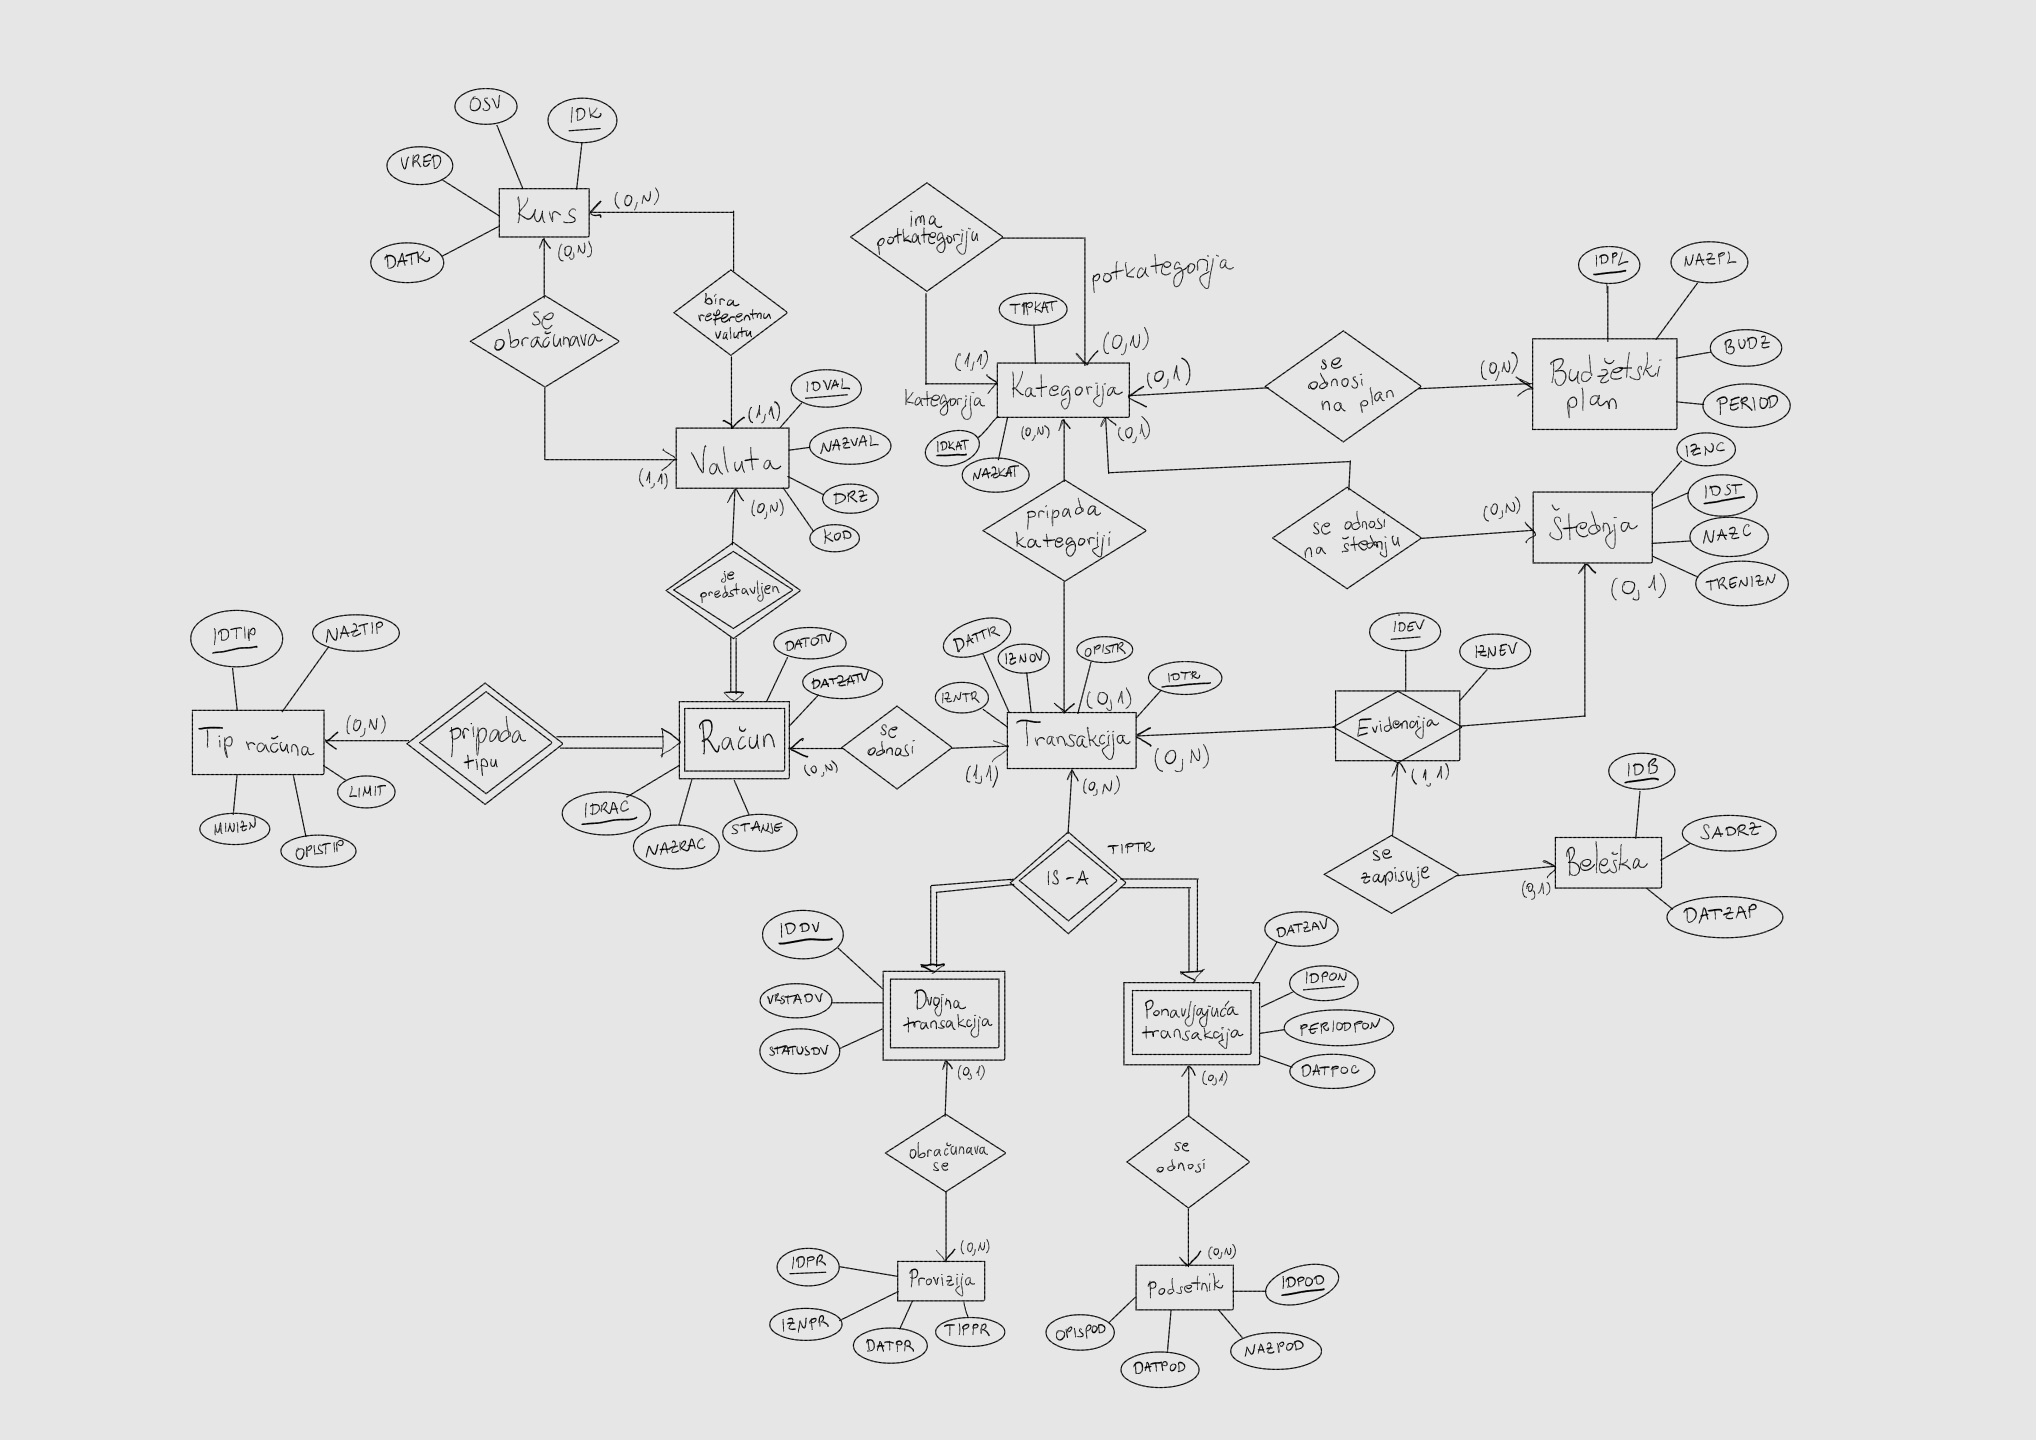 OSV
IDK
VRED
Kurs
(0,N)
DATK
(0,N)
se
obračunava
bira
referentnu
valutu
(1,1)
IDVAL
Valuta
NAZVAL
(1,1)
DRZ
(0,N)
KOD
je
predstavljen
ima
potkategoriju
potkategorija
TIPKAT
(0,N)
(1,1)
Kategorija
(0,1)
kategorija
IDKAT
NAZKAT
(0,N)
(0,1)
se
odnosi
na plan
(0,N)
IDPL
NAZPL
Budžetski
plan
BUDZ
PERIOD
pripada
kategoriji
se odnosi
na štednju
(0,N)
IZNC
IDST
Štednja
NAZC
TRENIZN
(0,1)
IDTIP
NAZTIP
Tip računa
(0,N)
LIMIT
MINIZN
OPISTIP
pripada
tipu
DATOTV
DATZATV
Račun
IDRAC
NAZRAC
STANJE
(0,N)
se
odnosi
(1,1)
DATTR
IZNOV
OPISTR
IZNTR
IDTR
(0,1)
Transakcija
(0,N)
(0,N)
IDEV
IZNEV
Evidencija
(1,1)
se
zapisuje
(0,1)
IDB
SADRZ
Beleška
DATZAP
TIPTR
IS-A
IDDV
VRSTADV
STATUSDV
Dvojna
transakcija
(0,1)
DATZAV
IDPON
PERIODPON
DATPOC
Ponavljajuća
transakcija
(0,1)
obračunava
se
(0,N)
IDPR
Provizija
IZNPR
DATPR
TIPPR
se
odnosi
(0,N)
Podsetnik
IDPOD
OPISPOD
DATPOD
NAZPOD